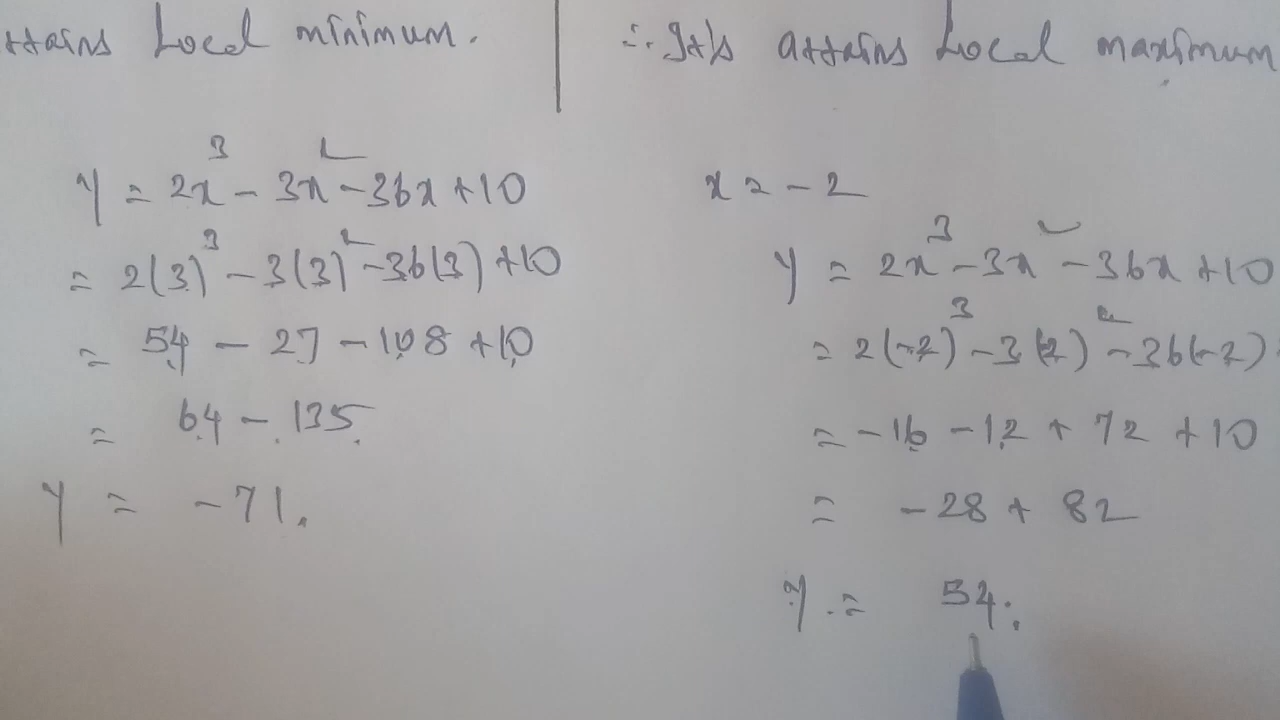 ttains Local minimum.
y = 2x³ - 3x² - 36x + 10
= 2(3)³ - 3(3)² - 36(3) + 10
= 54 - 27 - 108 + 10
= 64 - 135
y = -71.
∴ It's attains Local maximum
x = -2
y = 2x³ - 3x² - 36x + 10
= 2(-2)³ - 3(2)² - 36(-2)
= -16 - 12 + 72 + 10
= -28 + 82
y = 54.